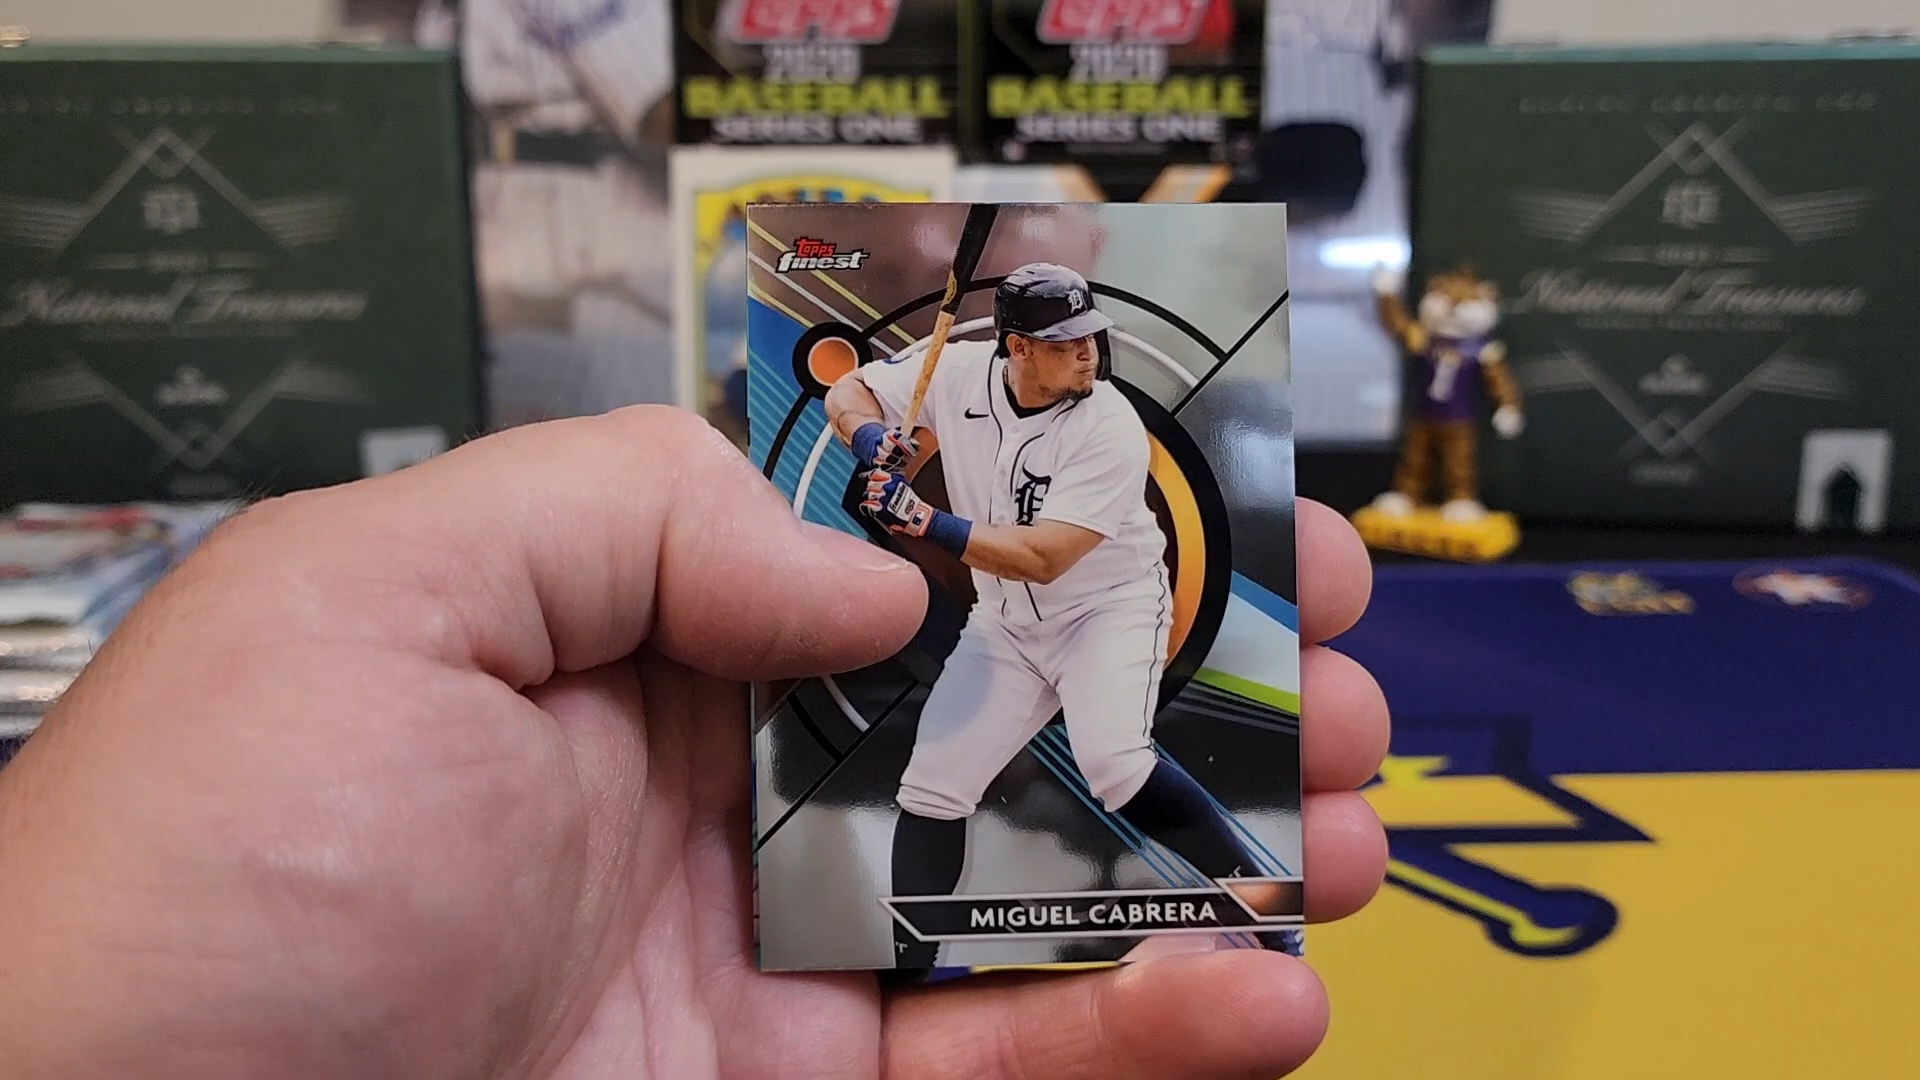 TOPPS
2020
BASEBALL
SERIES ONE
TOPPS
2020
BASEBALL
SERIES ONE
National Treasures
National Treasures
TOPPS
finest
D
D
MIGUEL CABRERA